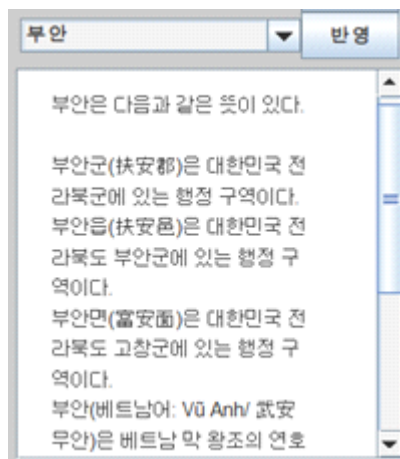 부안
반영
부안은 다음과 같은 뜻이 있다.
부안군(扶安郡)은 대한민국 전
라북군에 있는 행정 구역이다.
부안읍(扶安邑)은 대한민국 전
라북도 부안군에 있는 행정 구
역이다.
부안면(富安面)은 대한민국 전
라북도 고창군에 있는 행정 구
역이다.
부안(베트남어: Vũ Anh/ 武安
무안)은 베트남 막 왕조의 연호